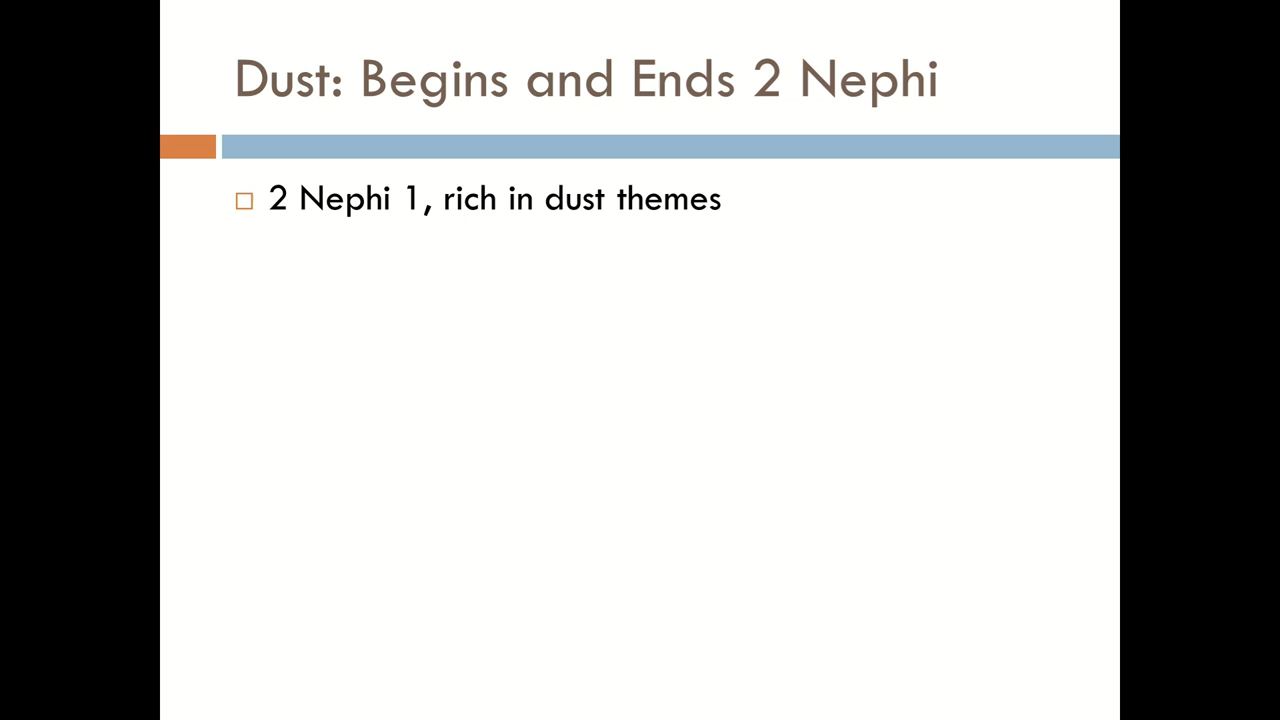 Dust: Begins and Ends 2 Nephi
2 Nephi 1, rich in dust themes